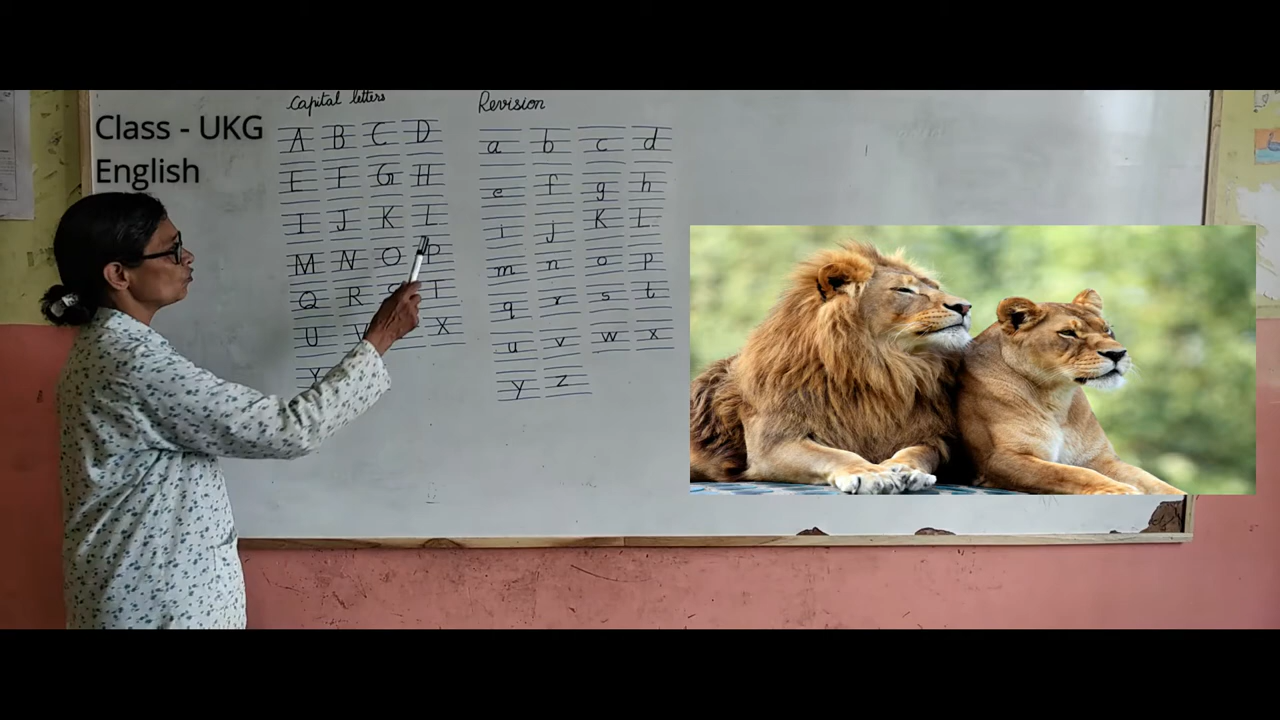 Class - UKG
English
Capital letters
A B C D
E F G H
I J K L
M N O P
Q R S T
U V X
Y
Revision
a b c d
e f g h
i j K L
m n o p
q r s t
u v w x
y z